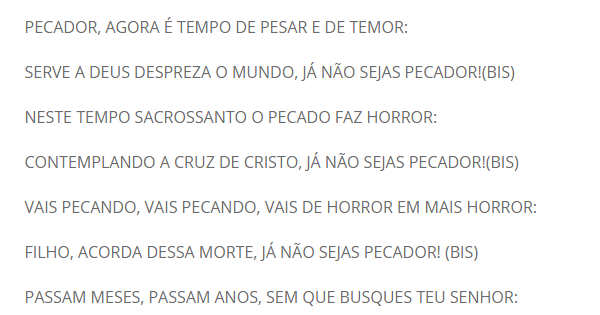 PECADOR, AGORA É TEMPO DE PESAR E DE TEMOR:
SERVE A DEUS DESPREZA O MUNDO, JÁ NÃO SEJAS PECADOR!(BIS)
NESTE TEMPO SACROSSANTO O PECADO FAZ HORROR:
CONTEMPLANDO A CRUZ DE CRISTO, JÁ NÃO SEJAS PECADOR!(BIS)
VAIS PECANDO, VAIS PECANDO, VAIS DE HORROR EM MAIS HORROR:
FILHO, ACORDA DESSA MORTE, JÁ NÃO SEJAS PECADOR! (BIS)
PASSAM MESES, PASSAM ANOS, SEM QUE BUSQUES TEU SENHOR: